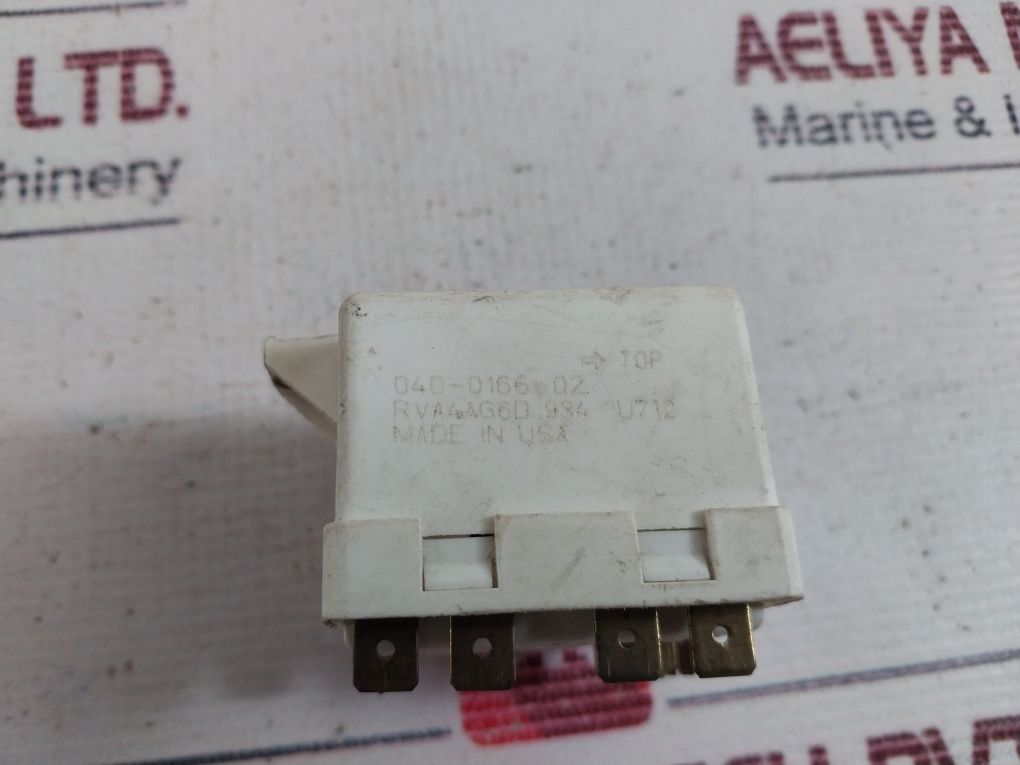 LTD.
AELIYA
Marine &
hinery
→ TOP
040-0166-02
RVA4AG6D 934 U712
MADE IN USA